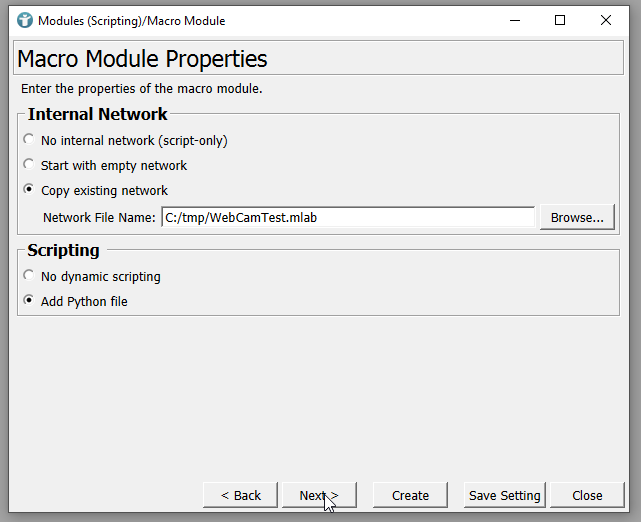 Modules (Scripting)/Macro Module
Macro Module Properties
Enter the properties of the macro module.
Internal Network
No internal network (script-only)
Start with empty network
Copy existing network
Network File Name: C:/tmp/WebCamTest.mlab Browse...
Scripting
No dynamic scripting
Add Python file
< Back Next > Create Save Setting Close